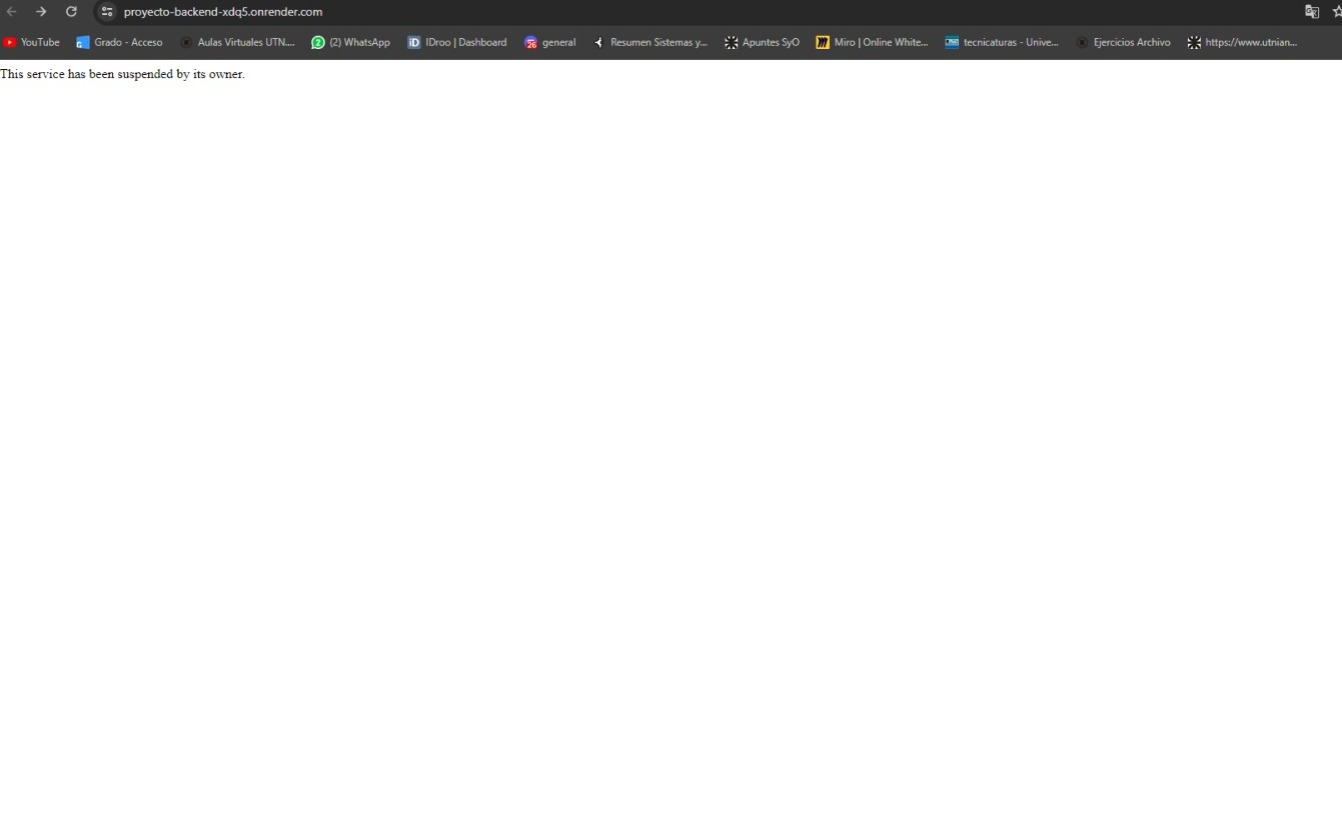 proyecto-backend-xdq5.onrender.com
YouTube Grado - Acceso Aulas Virtuales UTN.... (2) WhatsApp IDroo | Dashboard general Resumen Sistemas y... Apuntes SyO Miro | Online White... tecnicaturas - Unive... Ejercicios Archivo https://www.utnian...
This service has been suspended by its owner.